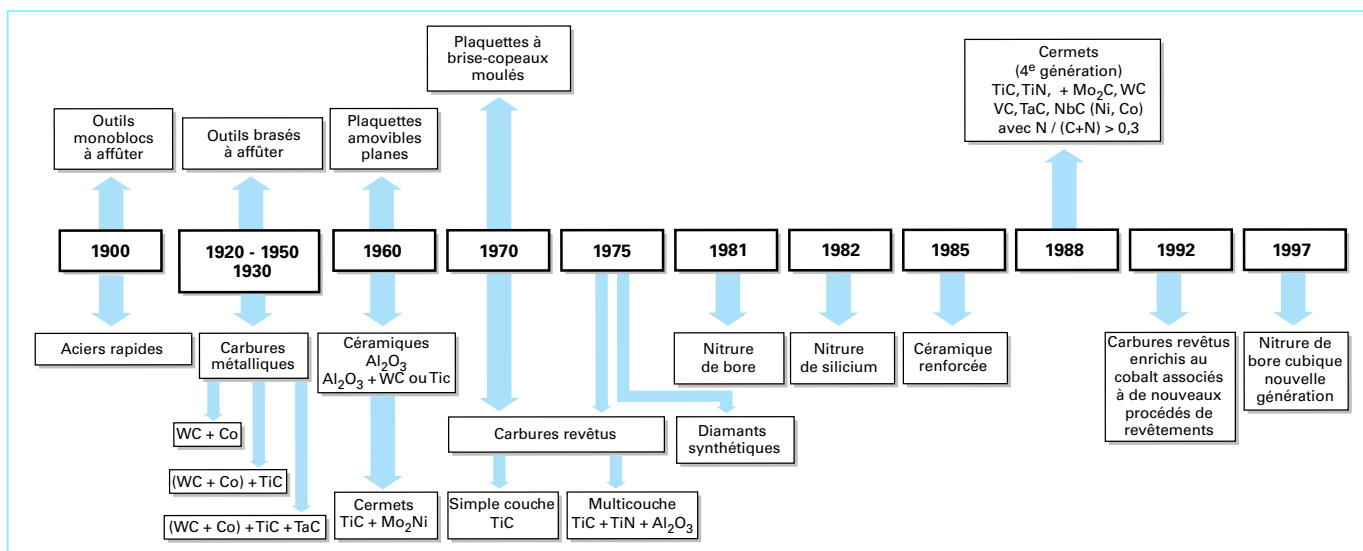 Plaquettes à
brise-copeaux
moulés
Cermets
(4e génération)
TiC, TiN, + Mo2C, WC
VC, TaC, NbC (Ni, Co)
avec N / (C+N) > 0,3
Outils
monoblocs
à affûter
Outils brasés
à affûter
Plaquettes
amovibles
planes
1900
1920 - 1950
1930
1960
1970
1975
1981
1982
1985
1988
1992
1997
Aciers rapides
Carbures
métalliques
Céramiques
Al2O3
Al2O3 + WC ou Tic
Nitrure
de bore
Nitrure
de silicium
Céramique
renforcée
Carbures revêtus
enrichis au
cobalt associés
à de nouveaux
procédés de
revêtements
Nitrure de
bore cubique
nouvelle
génération
WC + Co
(WC + Co) + TiC
(WC + Co) + TiC + TaC
Carbures revêtus
Diamants
synthétiques
Cermets
TiC + Mo2Ni
Simple couche
TiC
Multicouche
TiC + TiN + Al2O3